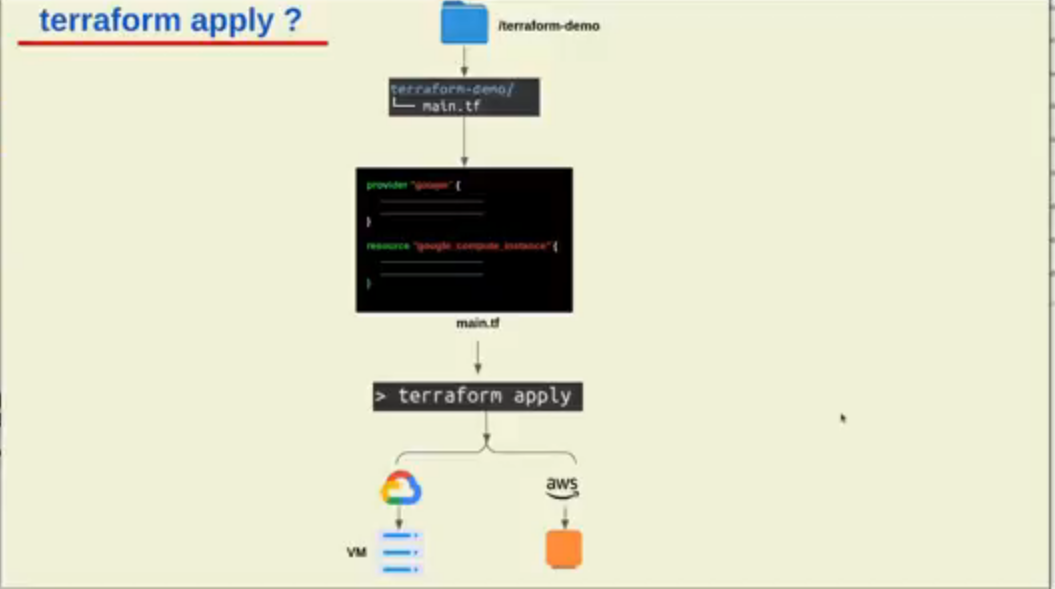 terraform apply ?
/terraform-demo
terraform-demo/
└── main.tf
provider "google" {
}
resource "google_compute_instance" {
}
main.tf
> terraform apply
aws
VM